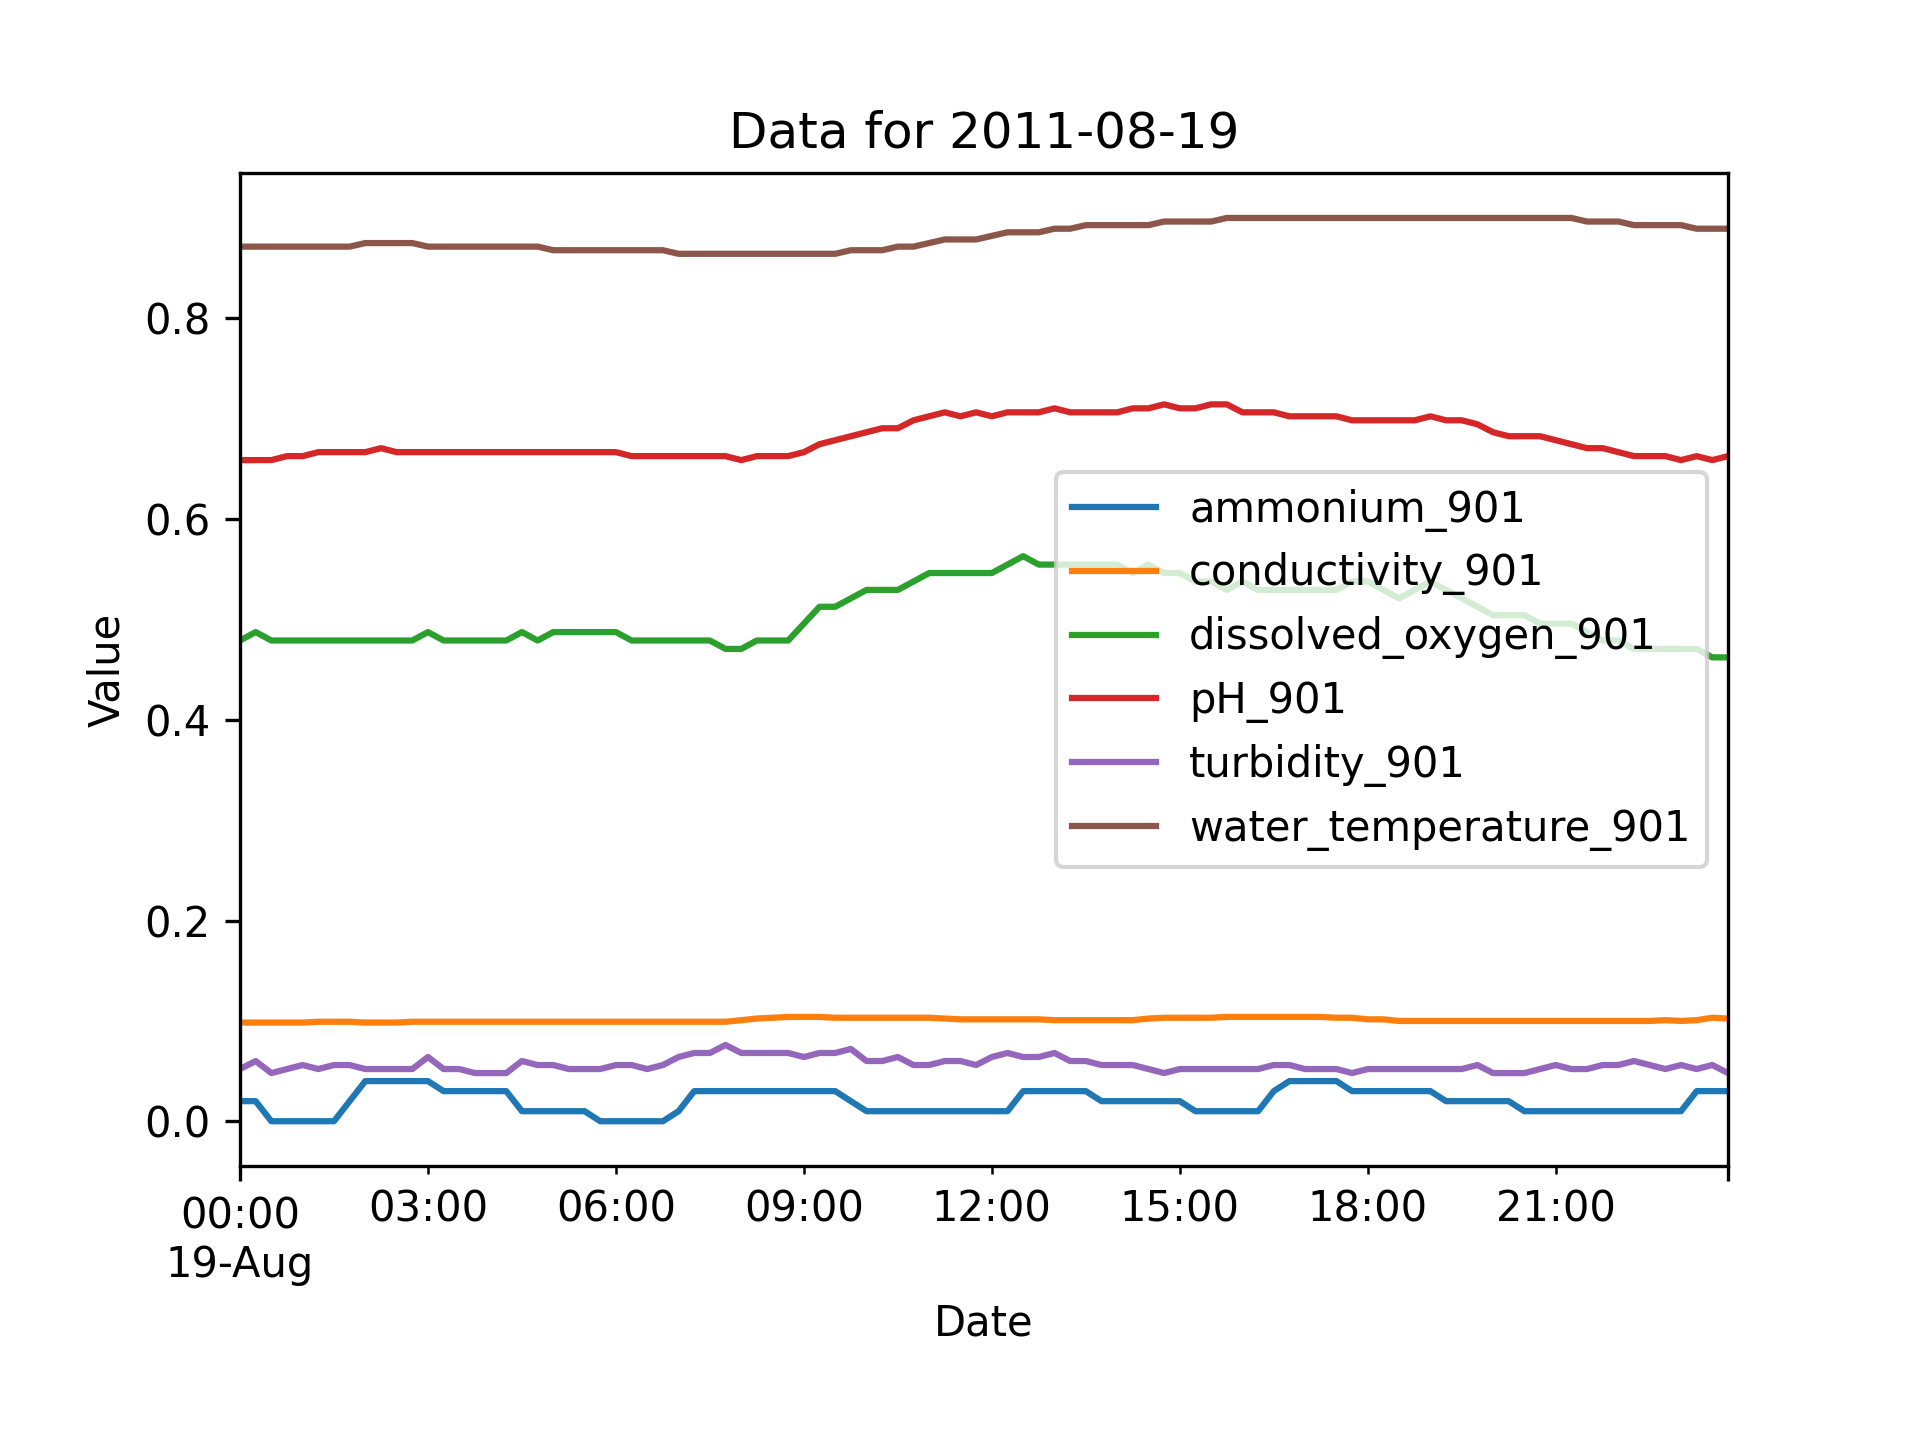 Data for 2011-08-19
Value
0.8
0.6
0.4
0.2
0.0
ammonium_901
conductivity_901
dissolved_oxygen_901
pH_901
turbidity_901
water_temperature_901
00:00 03:00 06:00 09:00 12:00 15:00 18:00 21:00
19-Aug
Date